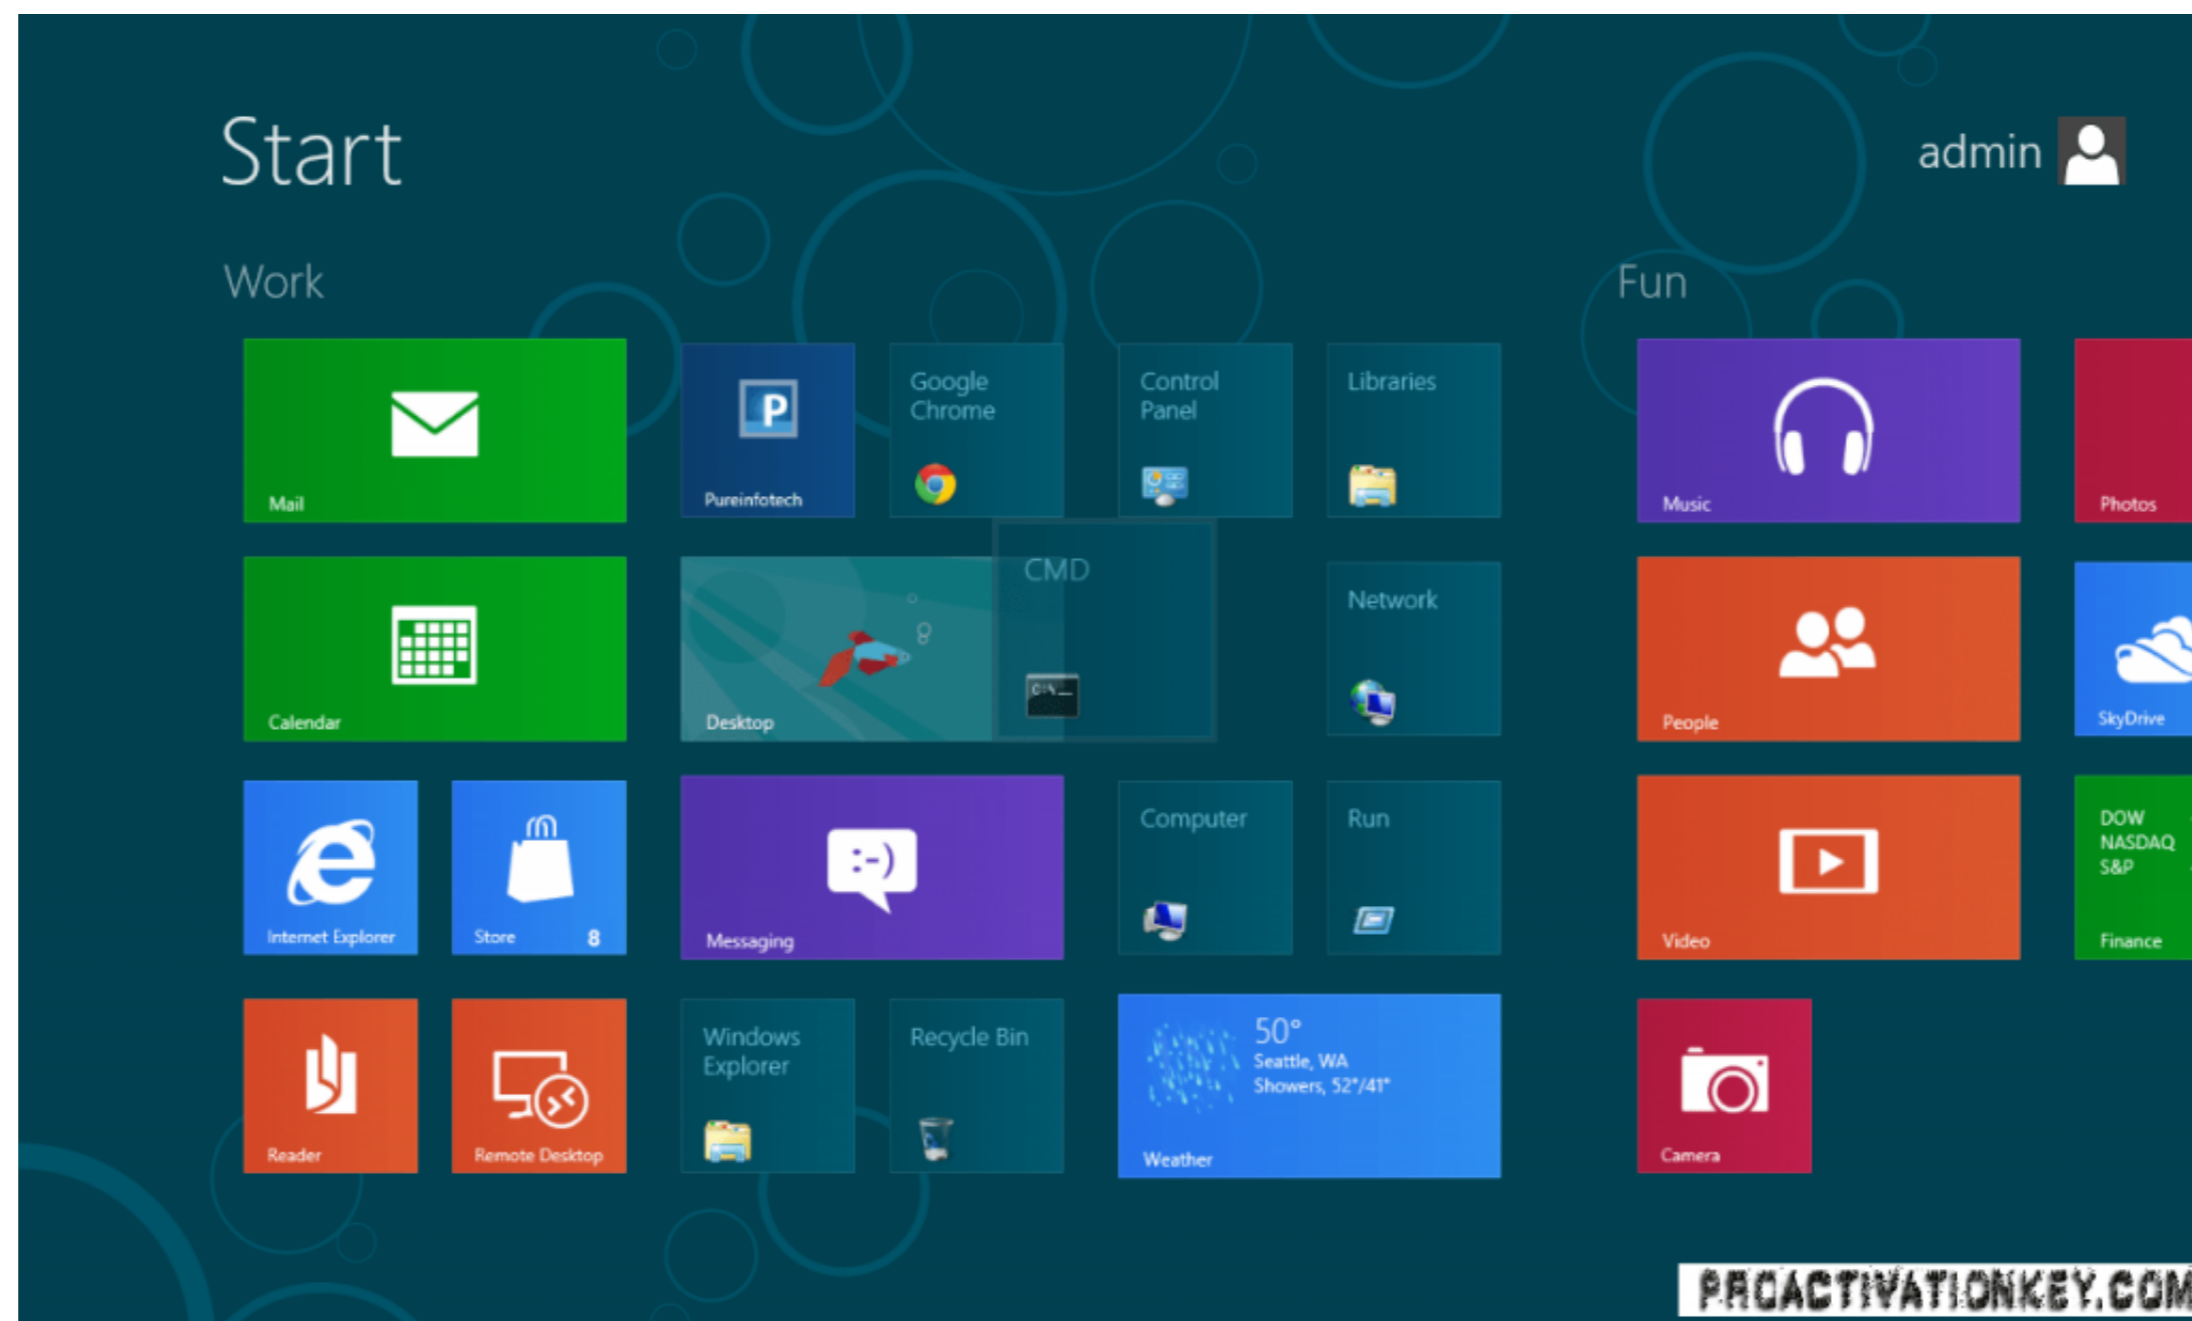 Start
admin
Work
Fun
Mail
P
Pureinfotech
Google
Chrome
Control
Panel
Libraries
Music
Photos
Calendar
Desktop
CMD
C:\_
Network
People
SkyDrive
Internet Explorer
Store 8
:-)
Messaging
Computer
Run
Video
DOW
NASDAQ
S&P
Finance
Reader
Remote Desktop
Windows
Explorer
Recycle Bin
50°
Seattle, WA
Showers, 52°/41°
Weather
Camera
PROACTIVATIONKEY.COM